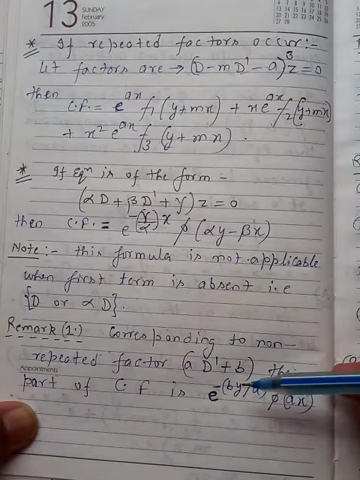 13 SUNDAY
February
2005
* If repeated factors occur:-
Let factors are → (D-mD'-a)³z=0
then
C.F. = e^{ax} f₁(y+mx) + xe^{ax} f₂(y+mx)
+ x² e^{ax} f₃ (y+mx).
* If Eqⁿ is of the form -
(αD+βD'+γ)z=0
then C.F. = e^{-(γ/α)x} ϕ(αy-βx)
Note:- this formula is not applicable
when first term is absent i.e
{D or αD}.
Remark(1.) Corresponding to non-
repeated factor (aD'+b) the
Appointments
part of C.F is e^{-(by/a)} ϕ(ax)